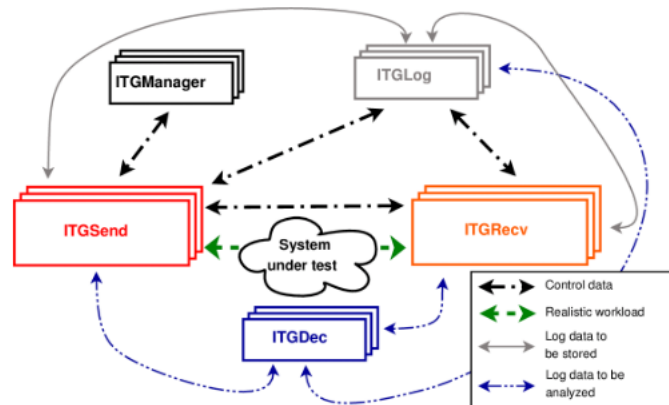 ITGManager
ITGLog
ITGSend
ITGRecv
System
under test
ITGDec
Control data
Realistic workload
Log data to
be stored
Log data to be
analyzed